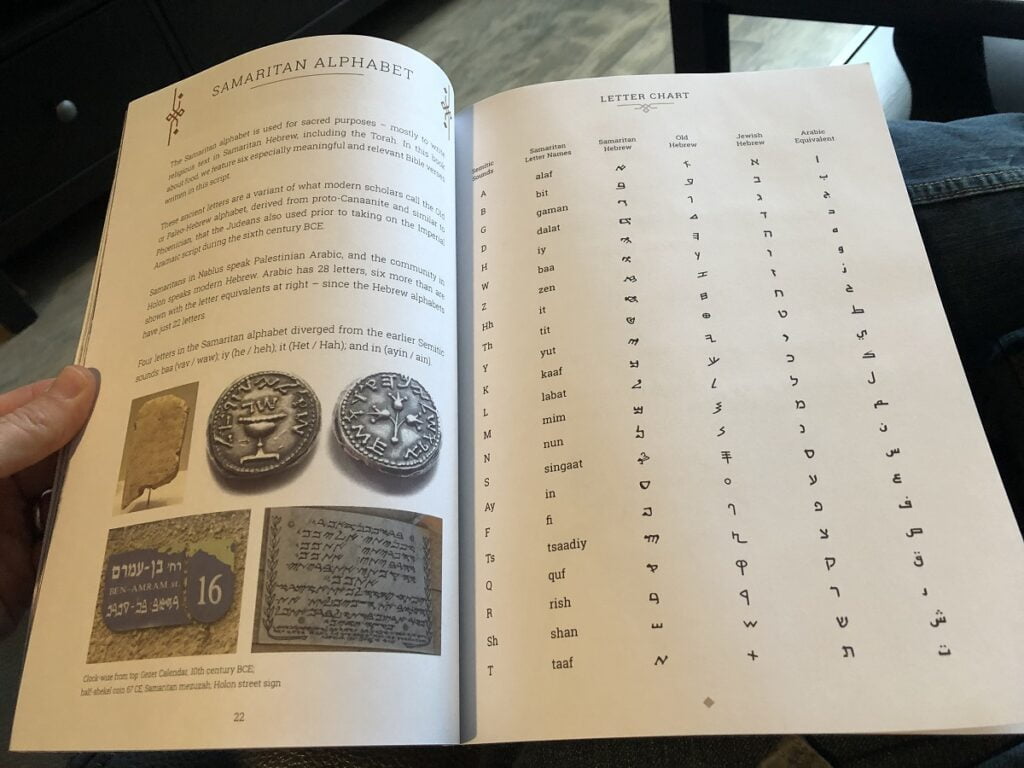 SAMARITAN ALPHABET
The Samaritan alphabet is used for sacred purposes – mostly to write
religious text in Samaritan Hebrew, including the Torah. In this book
about food, we feature six especially meaningful and relevant Bible verses
written in this script.
These ancient letters are a variant of what modern scholars call the Old
or Paleo-Hebrew alphabet, derived from proto-Canaanite and similar to
Phoenician, that the Judeans also used prior to taking on the Imperial
Aramaic script during the sixth century BCE.
Samaritans in Nablus speak Palestinian Arabic, and the community in
Holon speaks modern Hebrew. Arabic has 28 letters, six more than are
shown with the letter equivalents at right – since the Hebrew alphabets
have just 22 letters.
Four letters in the Samaritan alphabet diverged from the earlier Semitic
sounds: baa (vav / waw); iy (he / heh); it (Het / Hah); and in (ayin / ain).
רח' בן-עמרם
BEN-AMRAM st.
16
Clock-wise from top: Gezer Calendar, 10th century BCE;
half-shekel coin 67 CE; Samaritan mezuzah; Holon street sign
22
LETTER CHART
Semitic Sounds Samaritan Letter Names Samaritan Hebrew Old Hebrew Jewish Hebrew Arabic Equivalent
A alaf ࠀ 𐤀 א ا
B bit ࠁ 𐤁 ב ب
G gaman ࠂ 𐤂 ג ج
D dalat ࠃ 𐤃 ד د
H iy ࠄ 𐤄 ה ه
W baa ࠅ 𐤅 ו و
Z zen ࠆ 𐤆 ז ز
Hh it ࠇ 𐤇 ח ح
Th tit ࠈ 𐤈 ט ط
Y yut ࠉ 𐤉 י ي
K kaaf ࠊ 𐤊 כ ك
L labat ࠋ 𐤋 ל ل
M mim ࠌ 𐤌 מ م
N nun ࠍ 𐤍 נ ن
S singaat ࠎ 𐤎 ס س
Ay in ࠏ 𐤏 ע ع
F fi ࠐ 𐤐 פ ف
Ts tsaadiy ࠑ 𐤑 צ ص
Q quf ࠒ 𐤒 ק ق
R rish ࠓ 𐤓 ר ر
Sh shan ࠔ 𐤔 ש ش
T taaf ࠕ 𐤕 ת ت